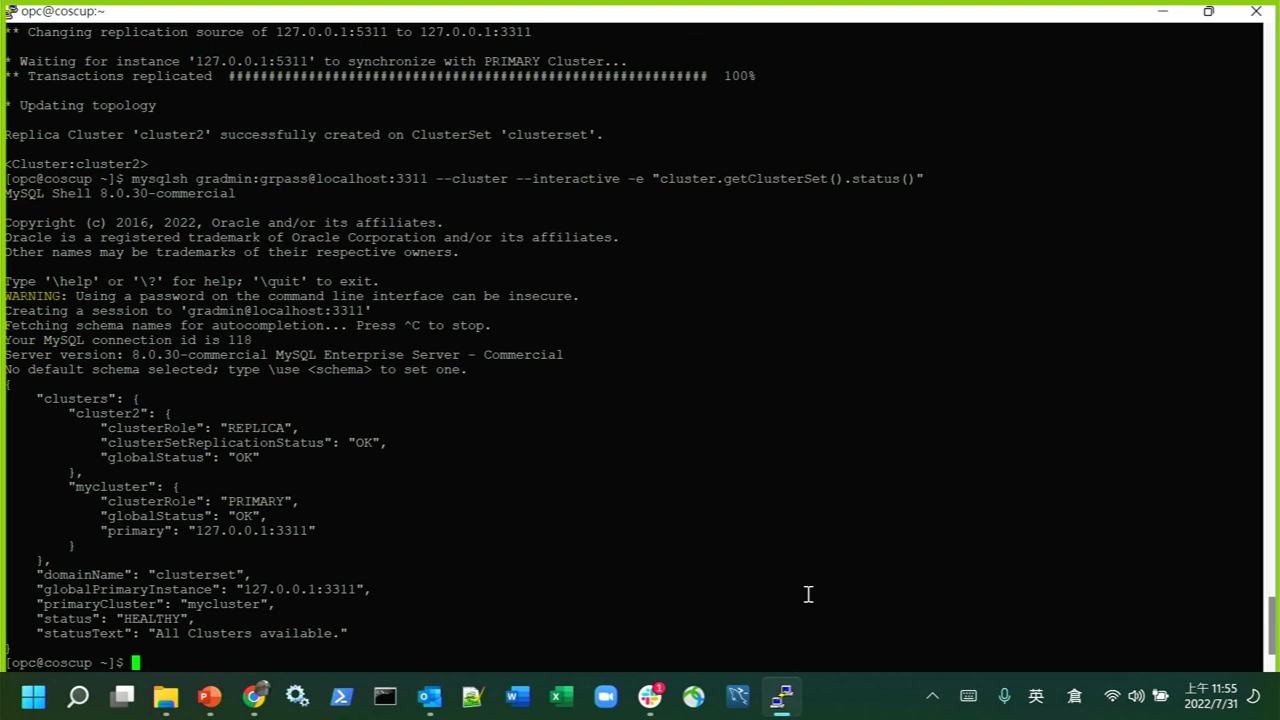 opc@coscup:~
** Changing replication source of 127.0.0.1:5311 to 127.0.0.1:3311
* Waiting for instance '127.0.0.1:5311' to synchronize with PRIMARY Cluster...
** Transactions replicated  ############################################################  100%
* Updating topology
Replica Cluster 'cluster2' successfully created on ClusterSet 'clusterset'.
<Cluster:cluster2>
[opc@coscup ~]$ mysqlsh gradmin:grpass@localhost:3311 --cluster --interactive -e "cluster.getClusterSet().status()"
MySQL Shell 8.0.30-commercial
Copyright (c) 2016, 2022, Oracle and/or its affiliates.
Oracle is a registered trademark of Oracle Corporation and/or its affiliates.
Other names may be trademarks of their respective owners.
Type '\help' or '\?' for help; '\quit' to exit.
WARNING: Using a password on the command line interface can be insecure.
Creating a session to 'gradmin@localhost:3311'
Fetching schema names for autocompletion... Press ^C to stop.
Your MySQL connection id is 118
Server version: 8.0.30-commercial MySQL Enterprise Server - Commercial
No default schema selected; type \use <schema> to set one.
{
    "clusters": {
        "cluster2": {
            "clusterRole": "REPLICA",
            "clusterSetReplicationStatus": "OK",
            "globalStatus": "OK"
        },
        "mycluster": {
            "clusterRole": "PRIMARY",
            "globalStatus": "OK",
            "primary": "127.0.0.1:3311"
        }
    },
    "domainName": "clusterset",
    "globalPrimaryInstance": "127.0.0.1:3311",
    "primaryCluster": "mycluster",
    "status": "HEALTHY",
    "statusText": "All Clusters available."
}
[opc@coscup ~]$
英 倉 上午 11:55
2022/7/31